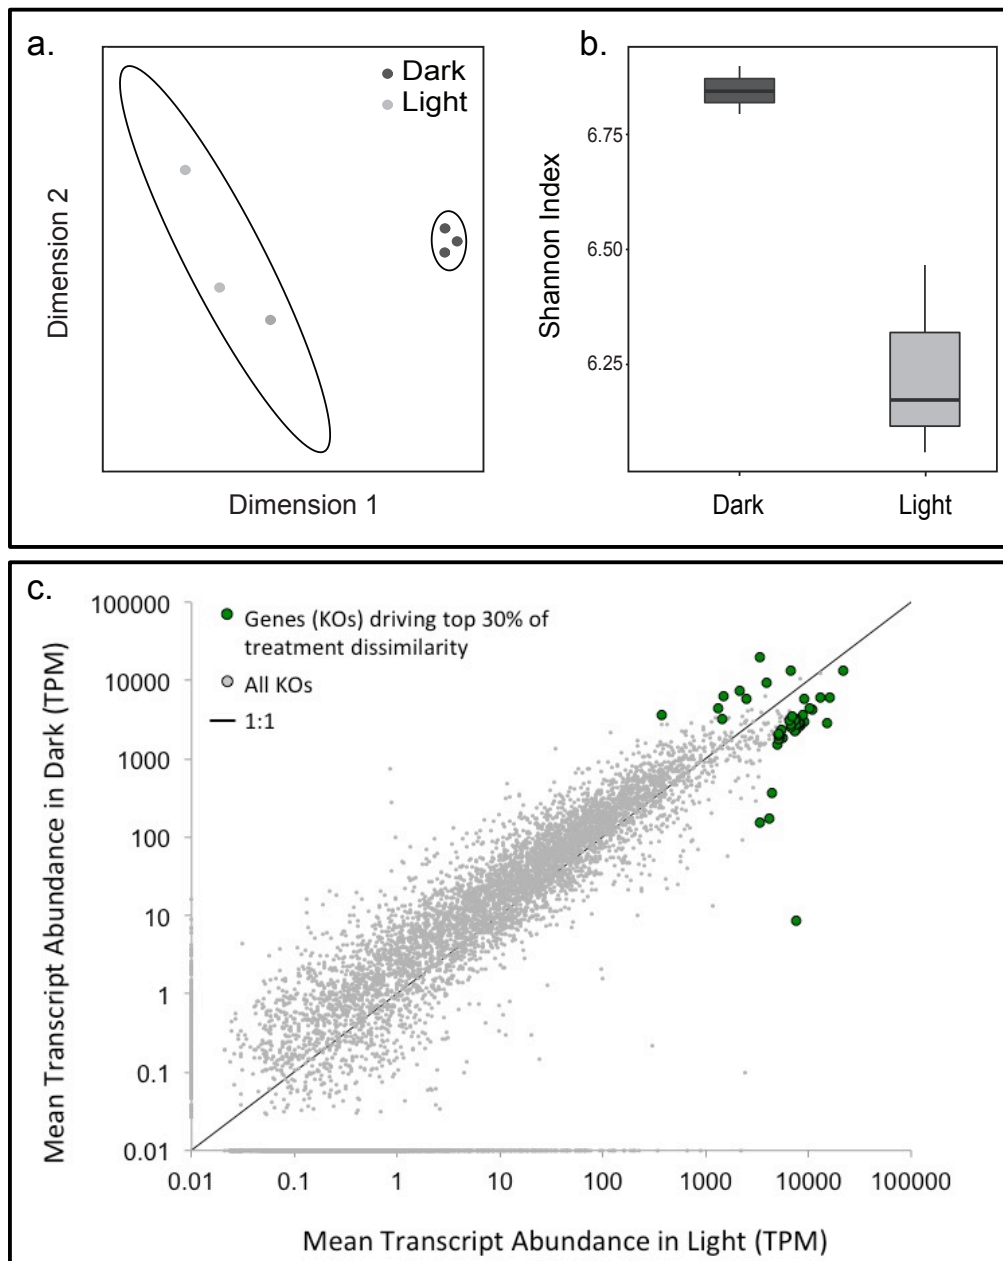 a.
Dark
Light
Dimension 2
Dimension 1
b.
Shannon Index
6.75
6.50
6.25
Dark
Light
c.
Mean Transcript Abundance in Dark (TPM)
100000
10000
1000
100
10
1
0.1
0.01
Genes (KOs) driving top 30% of
treatment dissimilarity
All KOs
1:1
0.01 0.1 1 10 100 1000 10000 100000
Mean Transcript Abundance in Light (TPM)